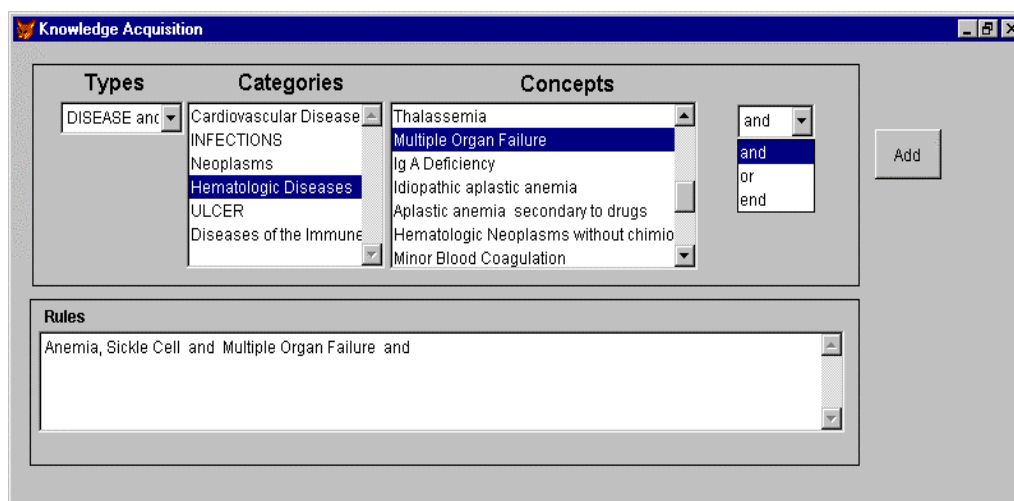 Knowledge Acquisition
Types
Categories
Concepts
DISEASE and
Cardiovascular Disease
INFECTIONS
Neoplasms
Hematologic Diseases
ULCER
Diseases of the Immune
Thalassemia
Multiple Organ Failure
Ig A Deficiency
Idiopathic aplastic anemia
Aplastic anemia secondary to drugs
Hematologic Neoplasms without chimio
Minor Blood Coagulation
and
and
or
end
Add
Rules
Anemia, Sickle Cell and Multiple Organ Failure and